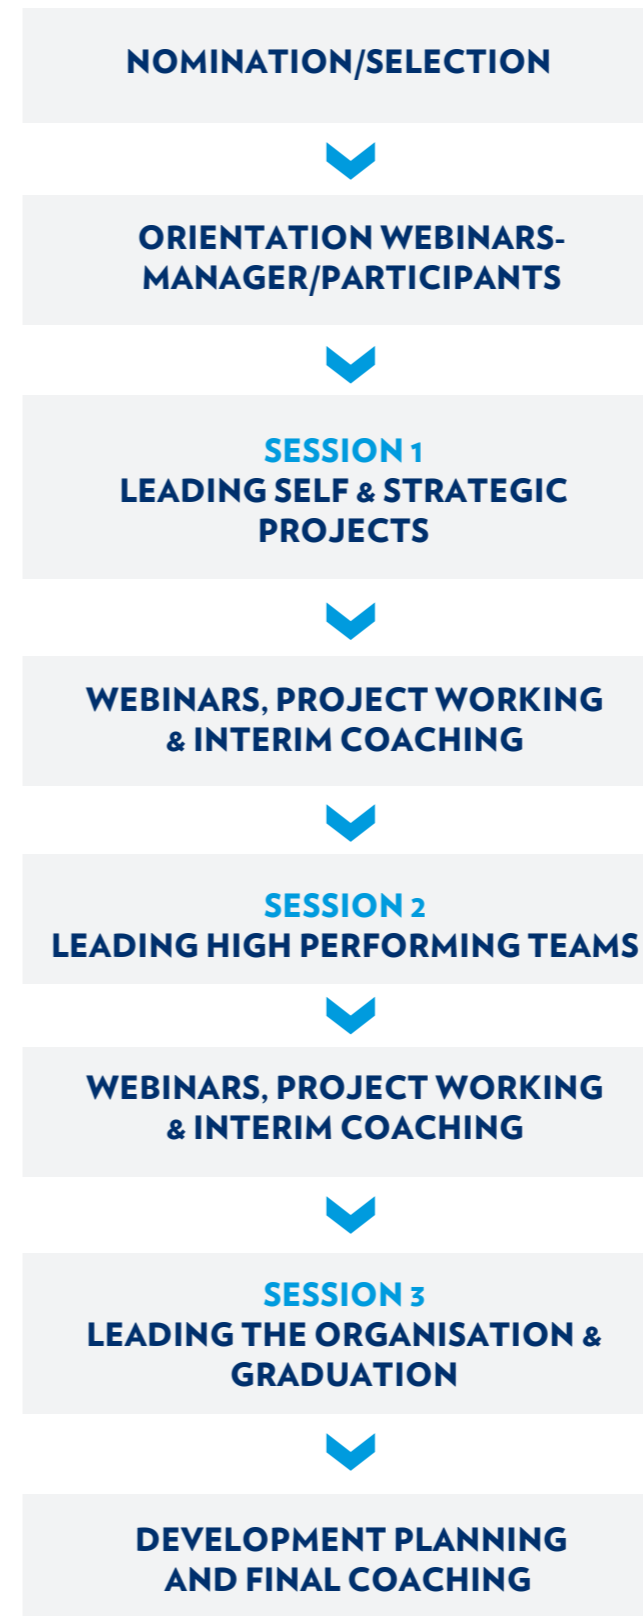 NOMINATION/SELECTION
ORIENTATION WEBINARS-
MANAGER/PARTICIPANTS
SESSION 1
LEADING SELF & STRATEGIC
PROJECTS
WEBINARS, PROJECT WORKING
& INTERIM COACHING
SESSION 2
LEADING HIGH PERFORMING TEAMS
WEBINARS, PROJECT WORKING
& INTERIM COACHING
SESSION 3
LEADING THE ORGANISATION &
GRADUATION
DEVELOPMENT PLANNING
AND FINAL COACHING